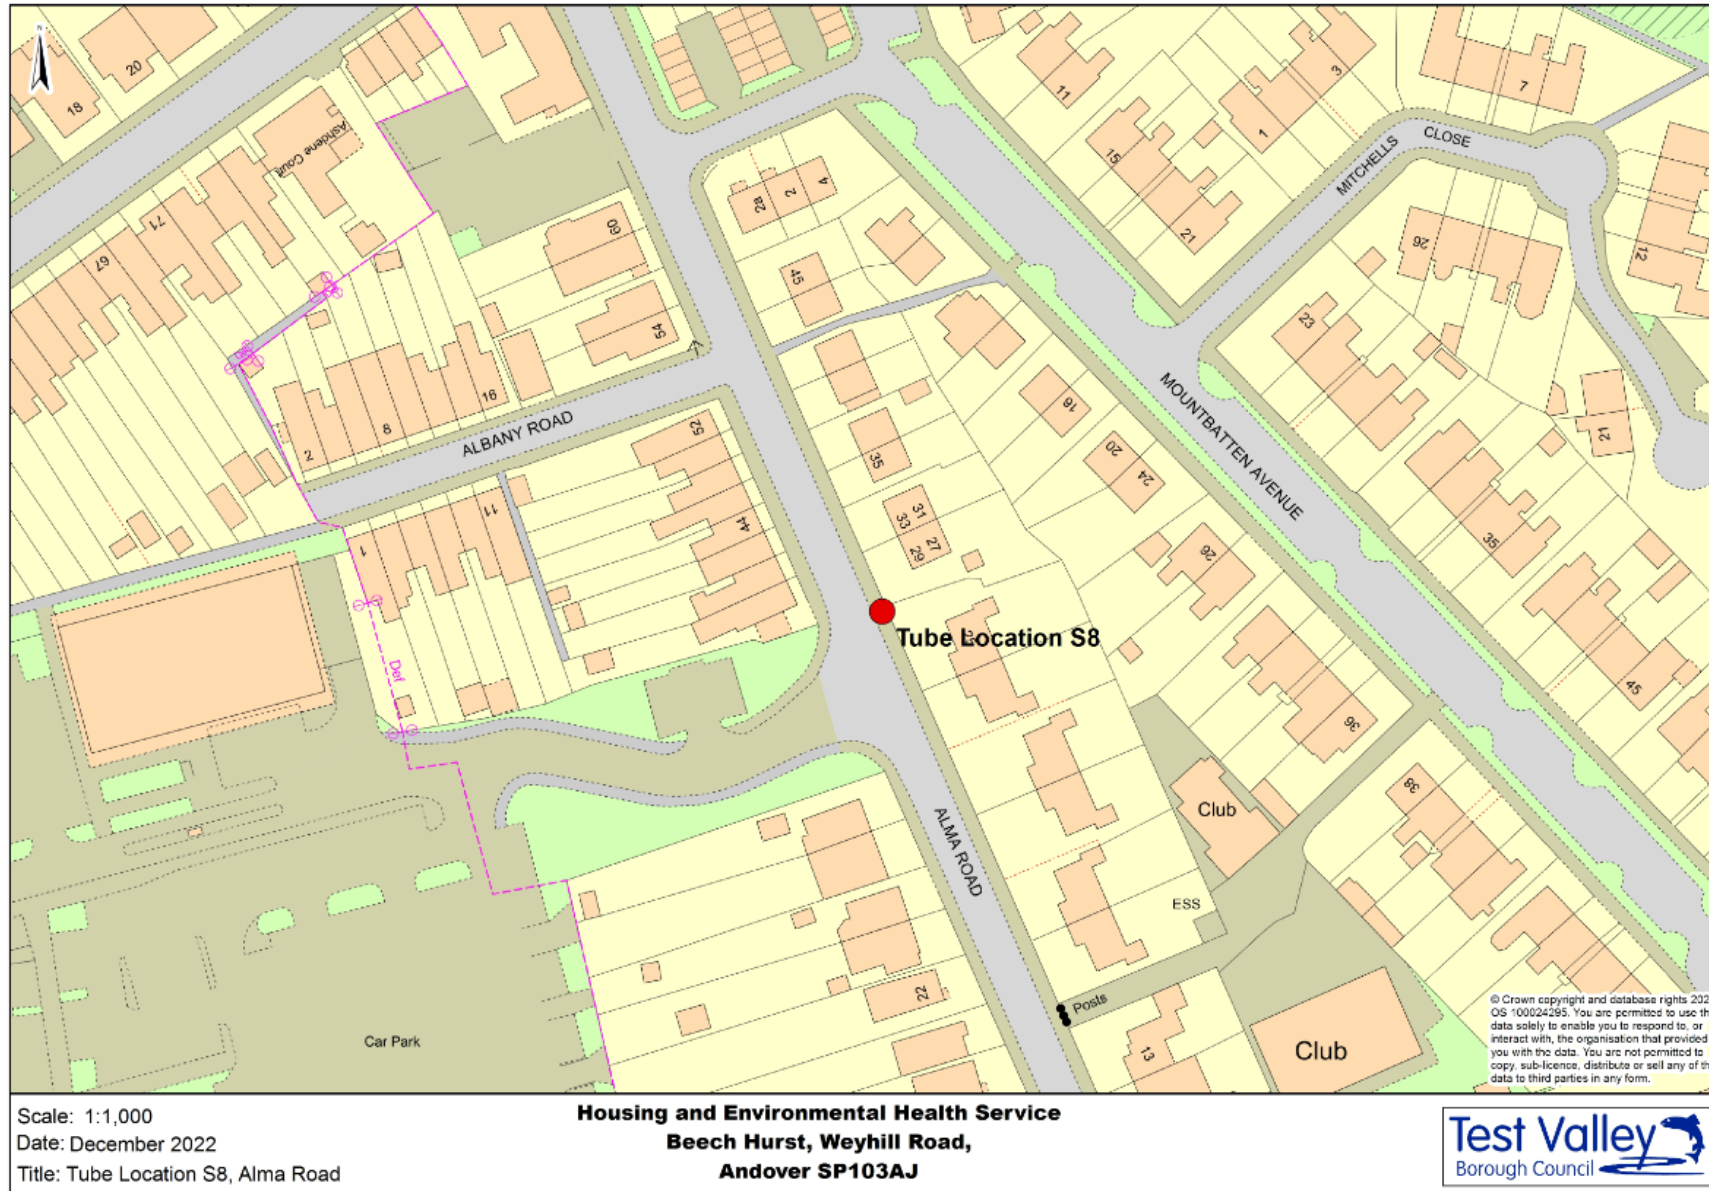 N
20
18
Ashdene Court
71
67
60
54
2a
2
4
45
11
3
1
7
15
21
MITCHELLS
CLOSE
26
12
23
21
MOUNTBATTEN AVENUE
18
20
24
35
33
31
29
27
26
35
45
36
38
2
8
16
ALBANY ROAD
52
44
1
11
Def
Def
Tube Location S8
ALMA ROAD
Club
ESS
Posts
22
13
Club
Car Park
© Crown copyright and database rights 202
OS 100024295. You are permitted to use th
data solely to enable you to respond to, or
interact with, the organisation that provided
you with the data. You are not permitted to
copy, sub-licence, distribute or sell any of th
data to third parties in any form.
Scale: 1:1,000
Date: December 2022
Title: Tube Location S8, Alma Road
Housing and Environmental Health Service
Beech Hurst, Weyhill Road,
Andover SP103AJ
Test Valley
Borough Council